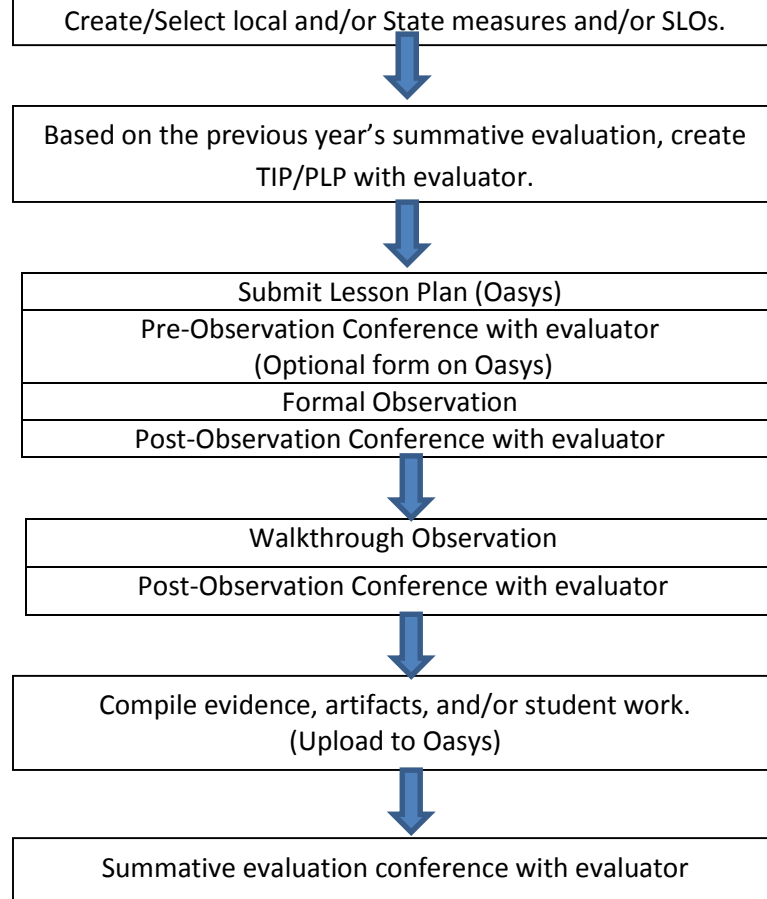 Create/Select local and/or State measures and/or SLOs.
Based on the previous year’s summative evaluation, create
TIP/PLP with evaluator.
Submit Lesson Plan (Oasys)
Pre-Observation Conference with evaluator
(Optional form on Oasys)
Formal Observation
Post-Observation Conference with evaluator
Walkthrough Observation
Post-Observation Conference with evaluator
Compile evidence, artifacts, and/or student work.
(Upload to Oasys)
Summative evaluation conference with evaluator